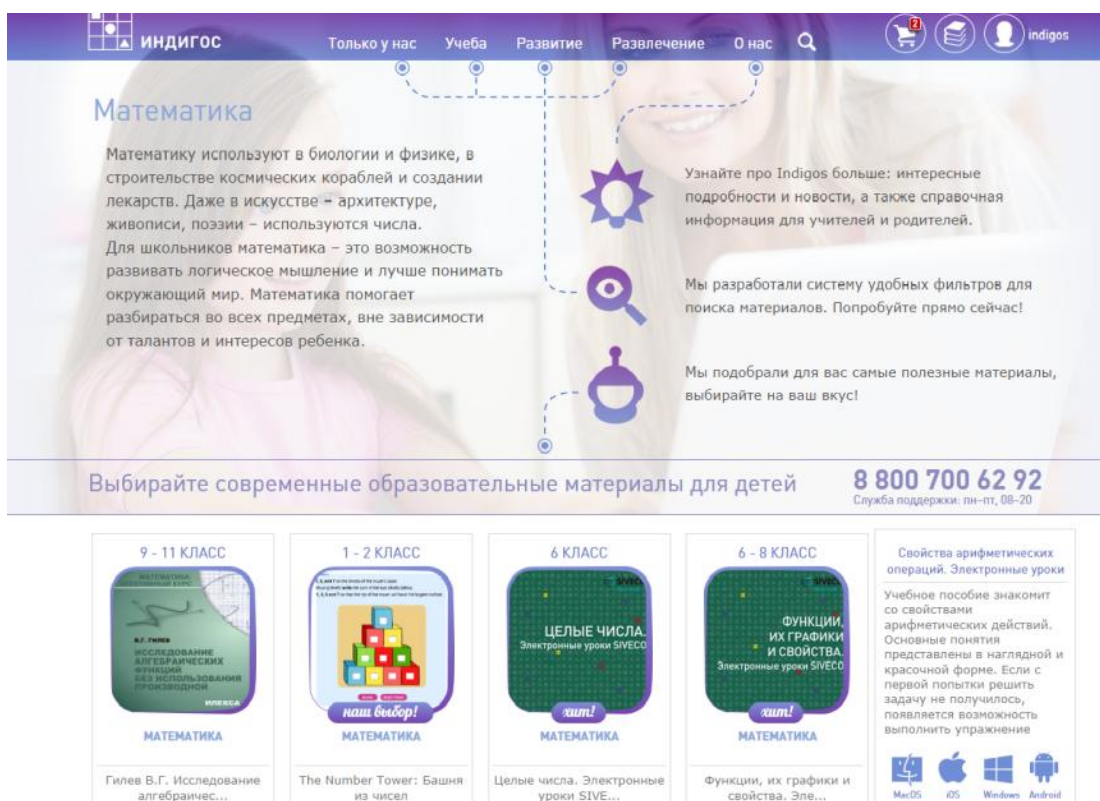 ИНДИГОС
Только у нас Учеба Развитие Развлечение О нас
2
indigos
Математика
Математику используют в биологии и физике, в
строительстве космических кораблей и создании
лекарств. Даже в искусстве – архитектуре,
живописи, поэзии – используются числа.
Для школьников математика – это возможность
развивать логическое мышление и лучше понимать
окружающий мир. Математика помогает
разбираться во всех предметах, вне зависимости
от талантов и интересов ребенка.
Узнайте про Indigos больше: интересные
подробности и новости, а также справочная
информация для учителей и родителей.
Мы разработали систему удобных фильтров для
поиска материалов. Попробуйте прямо сейчас!
Мы подобрали для вас самые полезные материалы,
выбирайте на ваш вкус!
Выбирайте современные образовательные материалы для детей
8 800 700 62 92
Служба поддержки: пн–пт, 08–20
9 - 11 КЛАСС
В.Г. ГИЛЕВ
ИССЛЕДОВАНИЕ
АЛГЕБРАИЧЕСКИХ
ФУНКЦИЙ
БЕЗ ИСПОЛЬЗОВАНИЯ
ПРОИЗВОДНОЙ
ИЛЕКСА
МАТЕМАТИКА
Гилев В.Г. Исследование
алгебраичес...
1 - 2 КЛАСС
наш выбор!
МАТЕМАТИКА
The Number Tower: Башня
из чисел
6 КЛАСС
SIVECO
ЦЕЛЫЕ ЧИСЛА.
Электронные уроки SIVECO
хит!
МАТЕМАТИКА
Целые числа. Электронные
уроки SIVE...
6 - 8 КЛАСС
SIVECO
ФУНКЦИИ,
ИХ ГРАФИКИ
И СВОЙСТВА.
Электронные уроки SIVECO
хит!
МАТЕМАТИКА
Функции, их графики и
свойства. Эле...
Свойства арифметических
операций. Электронные уроки
Учебное пособие знакомит
со свойствами
арифметических действий.
Основные понятия
представлены в наглядной и
красочной форме. Если с
первой попытки решить
задачу не получилось,
появляется возможность
выполнить упражнение
MacOS iOS Windows Android